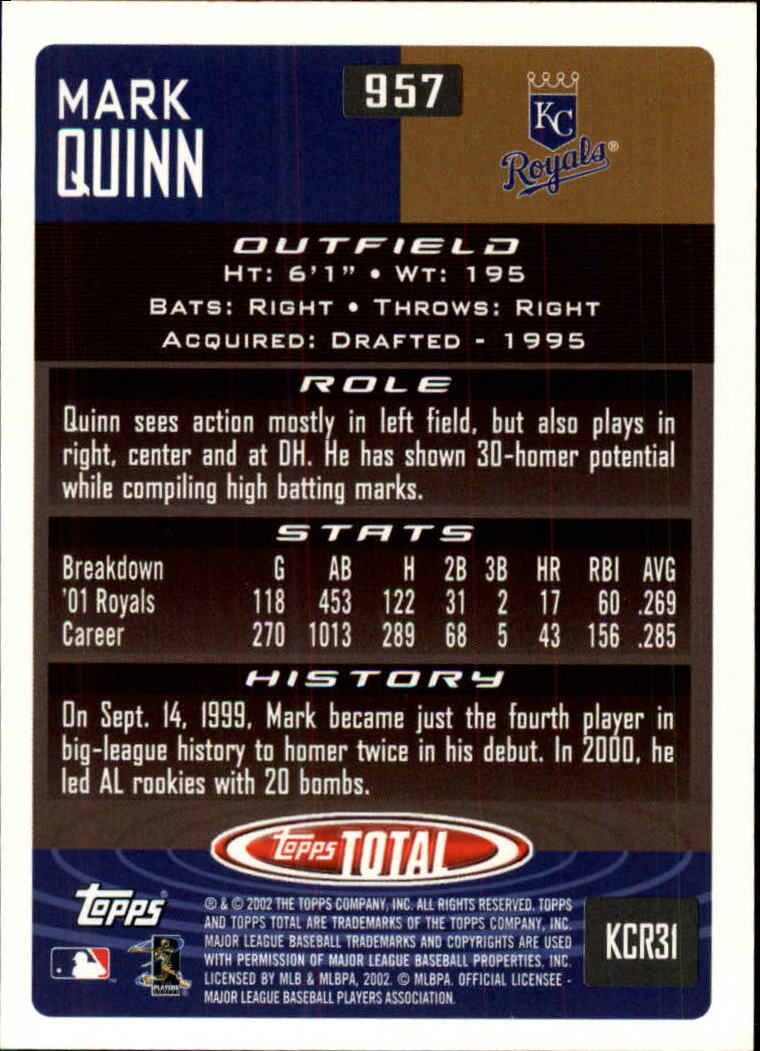 MARK
QUINN
957
KC
Royals®
OUTFIELD
HT: 6'1" • WT: 195
BATS: RIGHT • THROWS: RIGHT
ACQUIRED: DRAFTED - 1995
ROLE
Quinn sees action mostly in left field, but also plays in
right, center and at DH. He has shown 30-homer potential
while compiling high batting marks.
STATS
Breakdown G AB H 2B 3B HR RBI AVG
'01 Royals 118 453 122 31 2 17 60 .269
Career 270 1013 289 68 5 43 156 .285
HISTORY
On Sept. 14, 1999, Mark became just the fourth player in
big-league history to homer twice in his debut. In 2000, he
led AL rookies with 20 bombs.
Topps TOTAL
Topps®
® & © 2002 THE TOPPS COMPANY, INC. ALL RIGHTS RESERVED. TOPPS
AND TOPPS TOTAL ARE TRADEMARKS OF THE TOPPS COMPANY, INC.
MAJOR LEAGUE BASEBALL TRADEMARKS AND COPYRIGHTS ARE USED
WITH PERMISSION OF MAJOR LEAGUE BASEBALL PROPERTIES, INC.
LICENSED BY MLB & MLBPA, 2002. © MLBPA. OFFICIAL LICENSEE -
MAJOR LEAGUE BASEBALL PLAYERS ASSOCIATION.
KCR31